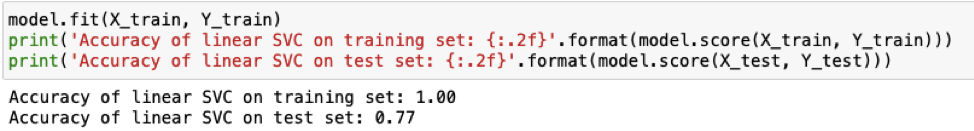 model.fit(X_train, Y_train)
print('Accuracy of linear SVC on training set: {:.2f}'.format(model.score(X_train, Y_train)))
print('Accuracy of linear SVC on test set: {:.2f}'.format(model.score(X_test, Y_test)))
Accuracy of linear SVC on training set: 1.00
Accuracy of linear SVC on test set: 0.77